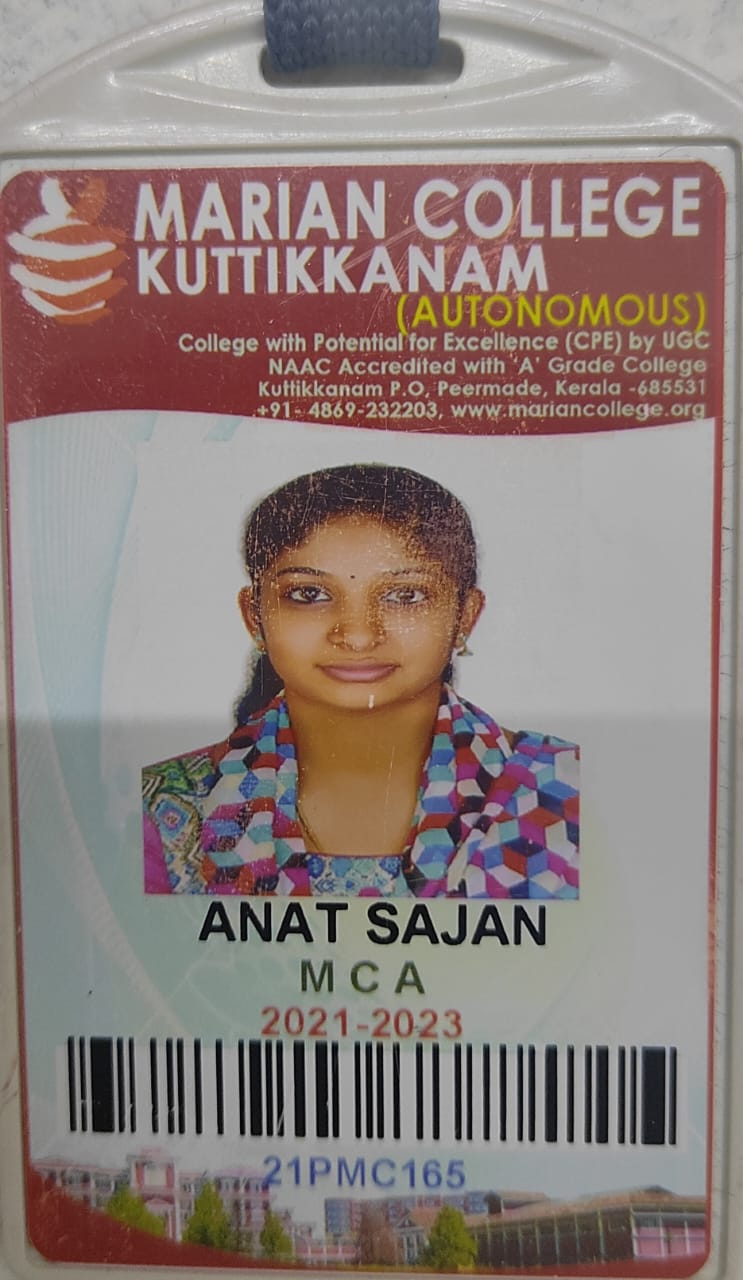 MARIAN COLLEGE
KUTTIKKANAM
(AUTONOMOUS)
College with Potential for Excellence (CPE) by UGC
NAAC Accredited with 'A' Grade College
Kuttikkanam P.O, Peermade, Kerala -685531
+91- 4869-232203, www.mariancollege.org
ANAT SAJAN
M C A
2021-2023
21PMC165